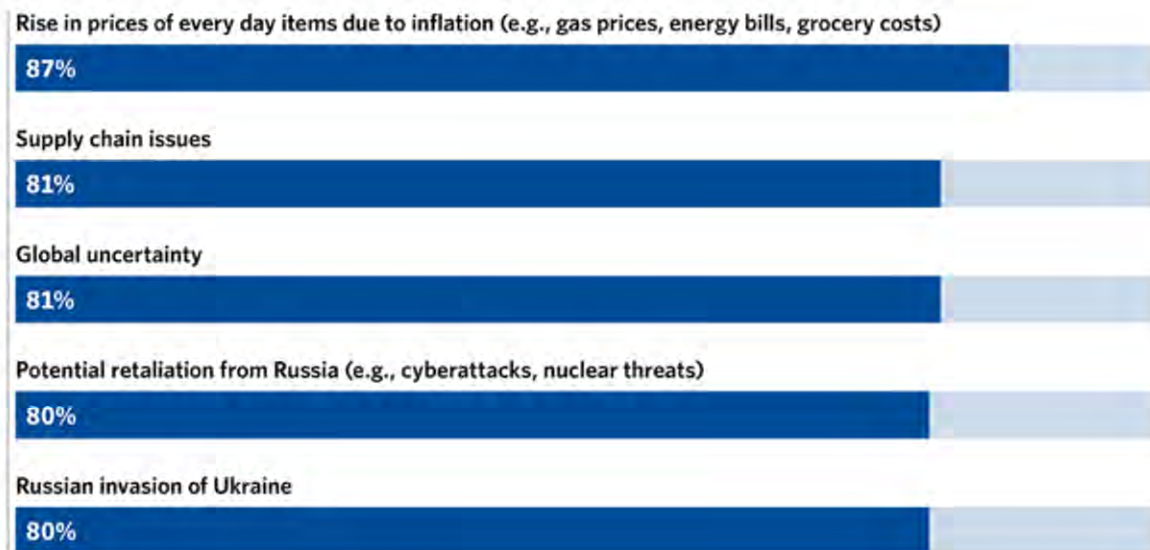 Rise in prices of every day items due to inflation (e.g., gas prices, energy bills, grocery costs)
87%
Supply chain issues
81%
Global uncertainty
81%
Potential retaliation from Russia (e.g., cyberattacks, nuclear threats)
80%
Russian invasion of Ukraine
80%